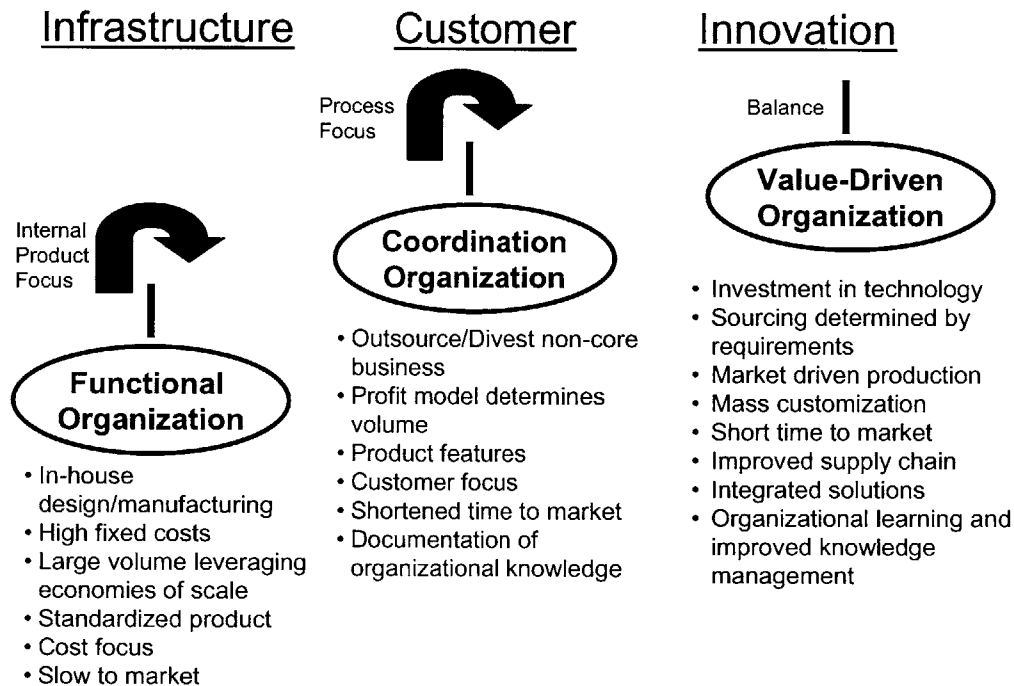 Infrastructure
Internal
Product
Focus
Functional
Organization
• In-house
design/manufacturing
• High fixed costs
• Large volume leveraging
economies of scale
• Standardized product
• Cost focus
• Slow to market
Customer
Process
Focus
Coordination
Organization
• Outsource/Divest non-core
business
• Profit model determines
volume
• Product features
• Customer focus
• Shortened time to market
• Documentation of
organizational knowledge
Innovation
Balance
Value-Driven
Organization
• Investment in technology
• Sourcing determined by
requirements
• Market driven production
• Mass customization
• Short time to market
• Improved supply chain
• Integrated solutions
• Organizational learning and
improved knowledge
management